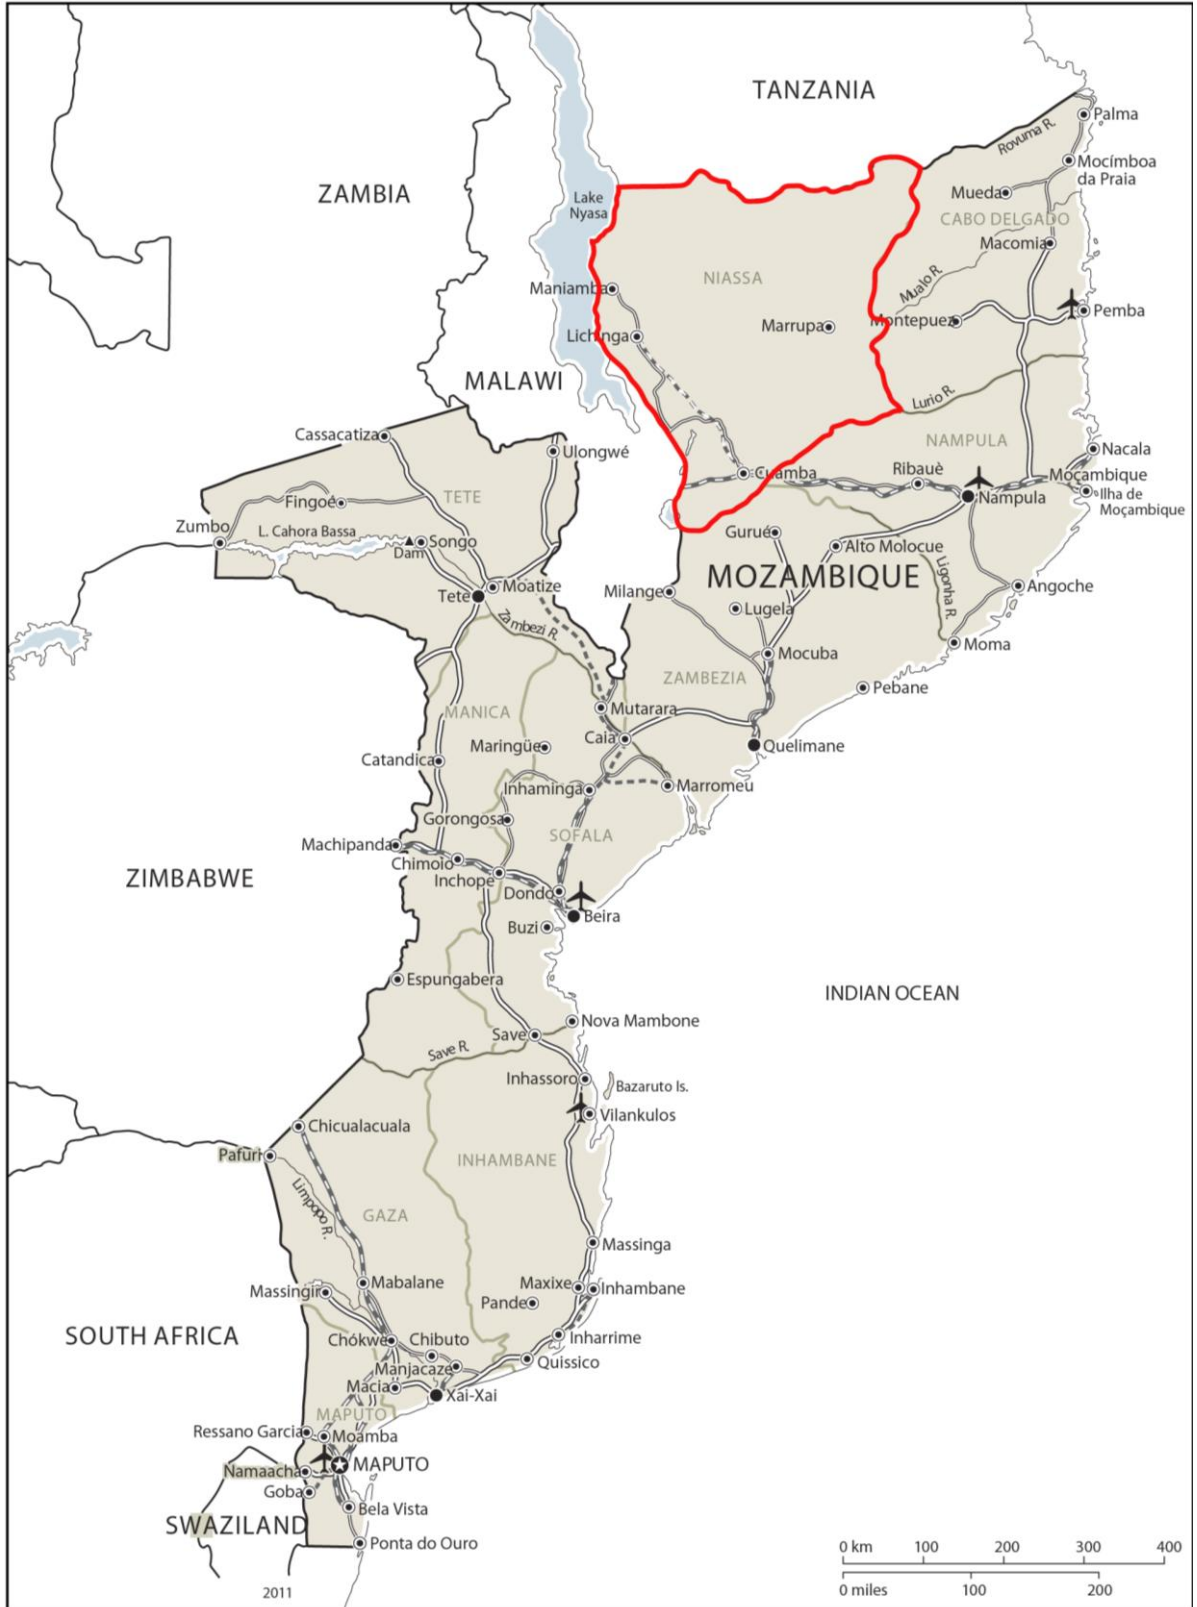 TANZANIA
Palma
Rovuma R.
Mocímboa
da Praia
ZAMBIA
Lake
Nyasa
Mueda
CABO DELGADO
Macomia
NIASSA
Mualo R.
Maniamba
Pemba
Marrupa
Montepuez
Lichinga
MALAWI
Lurio R.
Cassacatiza
NAMPULA
Ulongwé
Nacala
Cuamba
Ribauè
Moçambique
TETE
Fingoé
Nampula
Ilha de
Moçambique
Zumbo
L. Cahora Bassa
Gurué
Songo
Dam
Alto Molocue
MOZAMBIQUE
Ligonha R.
Moatize
Milange
Angoche
Tete
Lugela
Zambezi R.
Moma
Mocuba
ZAMBEZIA
Pebane
MANICA
Mutarara
Caia
Maringüe
Quelimane
Catandica
Inhaminga
Marromeu
Gorongosa
SOFALA
Machipanda
Chimoio
ZIMBABWE
Inchope
Dondo
Beira
Buzi
Espungabera
INDIAN OCEAN
Nova Mambone
Save
Save R.
Inhassoro
Bazaruto Is.
Vilankulos
Chicualacuala
Pafuri
INHAMBANE
Limpopo R.
GAZA
Massinga
Mabalane
Maxixe
Inhambane
Massingir
Pande
SOUTH AFRICA
Chókwe
Chibuto
Inharrime
Manjacaze
Quissico
Macia
Xai-Xai
MAPUTO
Ressano Garcia
Moamba
Namaacha
MAPUTO
Goba
Bela Vista
SWAZILAND
Ponta do Ouro
0 km 100 200 300 400
0 miles 100 200
2011